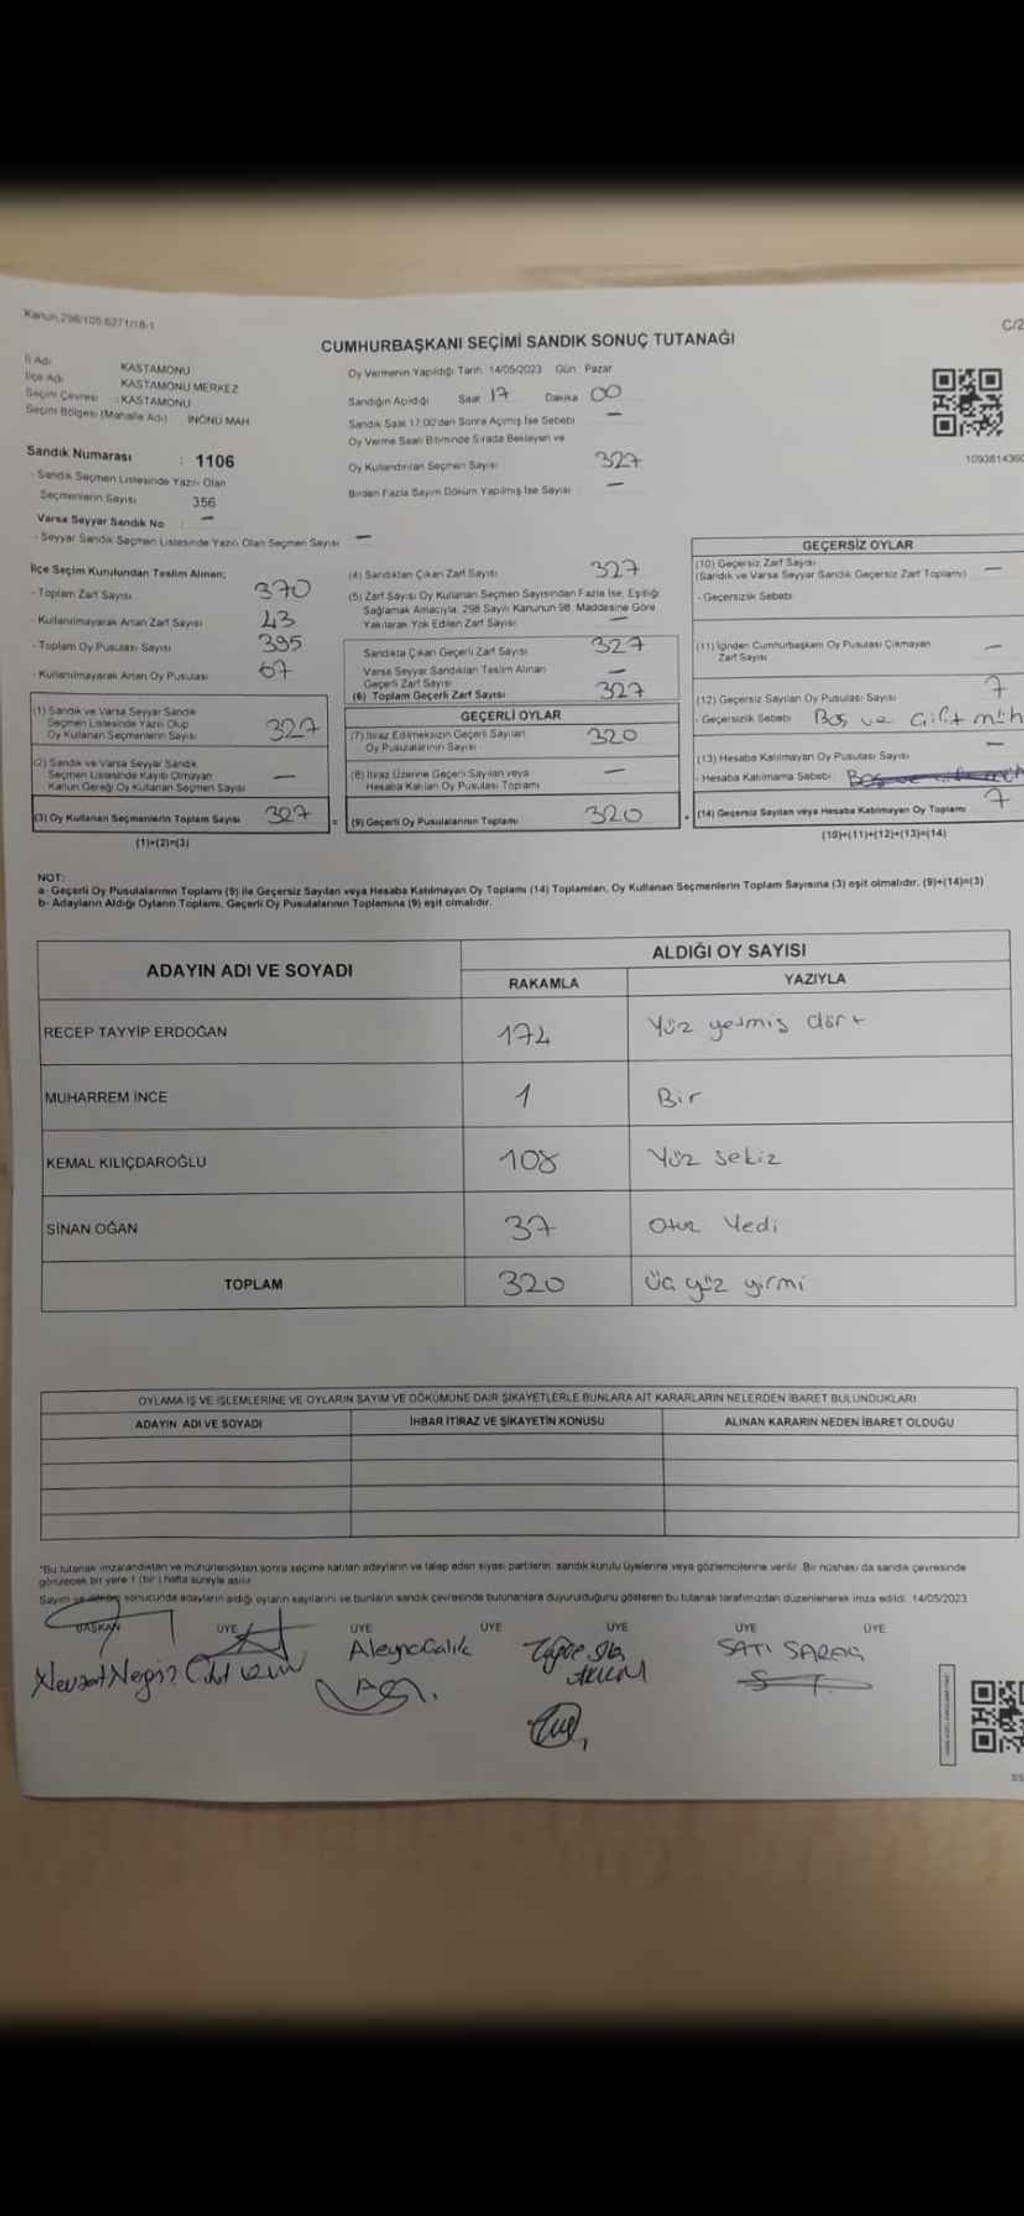 Kanun 298/105 6271/18-1
C/2
CUMHURBAŞKANI SEÇİMİ SANDIK SONUÇ TUTANAĞI
İl Adı KASTAMONU
İlçe Adı KASTAMONU MERKEZ
Seçim Çevresi : KASTAMONU
Seçim Bölgesi (Mahalle Adı) İNÖNÜ MAH.
Sandık Numarası : 1106
- Sandık Seçmen Listesinde Yazılı Olan
Seçmenlerin Sayısı 356
Varsa Seyyar Sandık No : —
- Seyyar Sandık Seçmen Listesinde Yazılı Olan Seçmen Sayısı —
Oy Vermenin Yapıldığı Tarih: 14/05/2023 Gün: Pazar
Sandığın Açıldığı Saat 17 Dakika 00
Sandık Saat 17:00'den Sonra Açılmış İse Sebebi —
Oy Verme Saati Bitiminde Sırada Bekleyen ve
Oy Kullandırılan Seçmen Sayısı 327
Birden Fazla Sayım Döküm Yapılmış İse Sayısı —
İlçe Seçim Kurulundan Teslim Alınan;
- Toplam Zarf Sayısı 370
- Kullanılmayarak Artan Zarf Sayısı 43
- Toplam Oy Pusulası Sayısı 395
- Kullanılmayarak Artan Oy Pusulası 67
(1) Sandık ve Varsa Seyyar Sandık
Seçmen Listesinde Yazılı Olup
Oy Kullanan Seçmenlerin Sayısı 327
(2) Sandık ve Varsa Seyyar Sandık
Seçmen Listesinde Kayıtlı Olmayan
Kanun Gereği Oy Kullanan Seçmen Sayısı —
(3) Oy Kullanan Seçmenlerin Toplam Sayısı 327
(1)+(2)=(3)
(4) Sandıktan Çıkan Zarf Sayısı 327
(5) Zarf Sayısı Oy Kullanan Seçmen Sayısından Fazla İse, Eşitliği
Sağlamak Amacıyla, 298 Sayılı Kanunun 98. Maddesine Göre
Yakılarak Yok Edilen Zarf Sayısı —
Sandıkta Çıkan Geçerli Zarf Sayısı 327
Varsa Seyyar Sandıktan Teslim Alınan
Geçerli Zarf Sayısı —
(6) Toplam Geçerli Zarf Sayısı 327
GEÇERLİ OYLAR
(7) İtiraz Edilmeksizin Geçerli Sayılan
Oy Pusulalarının Sayısı 320
(8) İtiraz Üzerine Geçerli Sayılan veya
Hesaba Katılan Oy Pusulası Toplamı —
= (9) Geçerli Oy Pusulalarının Toplamı 320
GEÇERSİZ OYLAR
(10) Geçersiz Zarf Sayısı
(Sandık ve Varsa Seyyar Sandık Geçersiz Zarf Toplamı) —
- Geçersizlik Sebebi
(11) İçinden Cumhurbaşkanı Oy Pusulası Çıkmayan
Zarf Sayısı —
(12) Geçersiz Sayılan Oy Pusulası Sayısı 7
- Geçersizlik Sebebi Boş ve Çift müh
(13) Hesaba Katılmayan Oy Pusulası Sayısı —
- Hesaba Katılmama Sebebi
+ (14) Geçersiz Sayılan veya Hesaba Katılmayan Oy Toplamı 7
(10)+(11)+(12)+(13)=(14)
NOT:
a- Geçerli Oy Pusulalarının Toplamı (9) ile Geçersiz Sayılan veya Hesaba Katılmayan Oy Toplamı (14) Toplamları, Oy Kullanan Seçmenlerin Toplam Sayısına (3) eşit olmalıdır. (9)+(14)=(3)
b- Adayların Aldığı Oyların Toplamı, Geçerli Oy Pusulalarının Toplamına (9) eşit olmalıdır.
ADAYIN ADI VE SOYADI
ALDIĞI OY SAYISI
RAKAMLA YAZIYLA
RECEP TAYYİP ERDOĞAN 174 Yüz yetmiş dört
MUHARREM İNCE 1 Bir
KEMAL KILIÇDAROĞLU 108 Yüz sekiz
SİNAN OĞAN 37 Otuz Yedi
TOPLAM 320 Üç yüz yirmi
OYLAMA İŞ VE İŞLEMLERİNE VE OYLARIN SAYIM VE DÖKÜMÜNE DAİR ŞİKAYETLERLE BUNLARA AİT KARARLARIN NELERDEN İBARET BULUNDUKLARI
ADAYIN ADI VE SOYADI İHBAR İTİRAZ VE ŞİKAYETİN KONUSU ALINAN KARARIN NEDEN İBARET OLDUĞU
*Bu tutanak imzalandıktan ve mühürlendikten sonra seçime katılan adayların ve talep eden siyasi partilerin, sandık kurulu üyelerine veya gözlemcilerine verilir. Bir nüshası da sandık çevresinde
görülecek bir yere 1 (bir) hafta süreyle asılır.
Sayım ve döküm sonucunda adayların aldığı oyların sayılarını ve bunların sandık çevresinde bulunanlara duyurulduğunu gösteren bu tutanak tarafımızdan düzenlenerek imza edildi. 14/05/2023
BAŞKAN ÜYE ÜYE ÜYE ÜYE ÜYE ÜYE
Aleyna Çalık
SATI SARAÇ